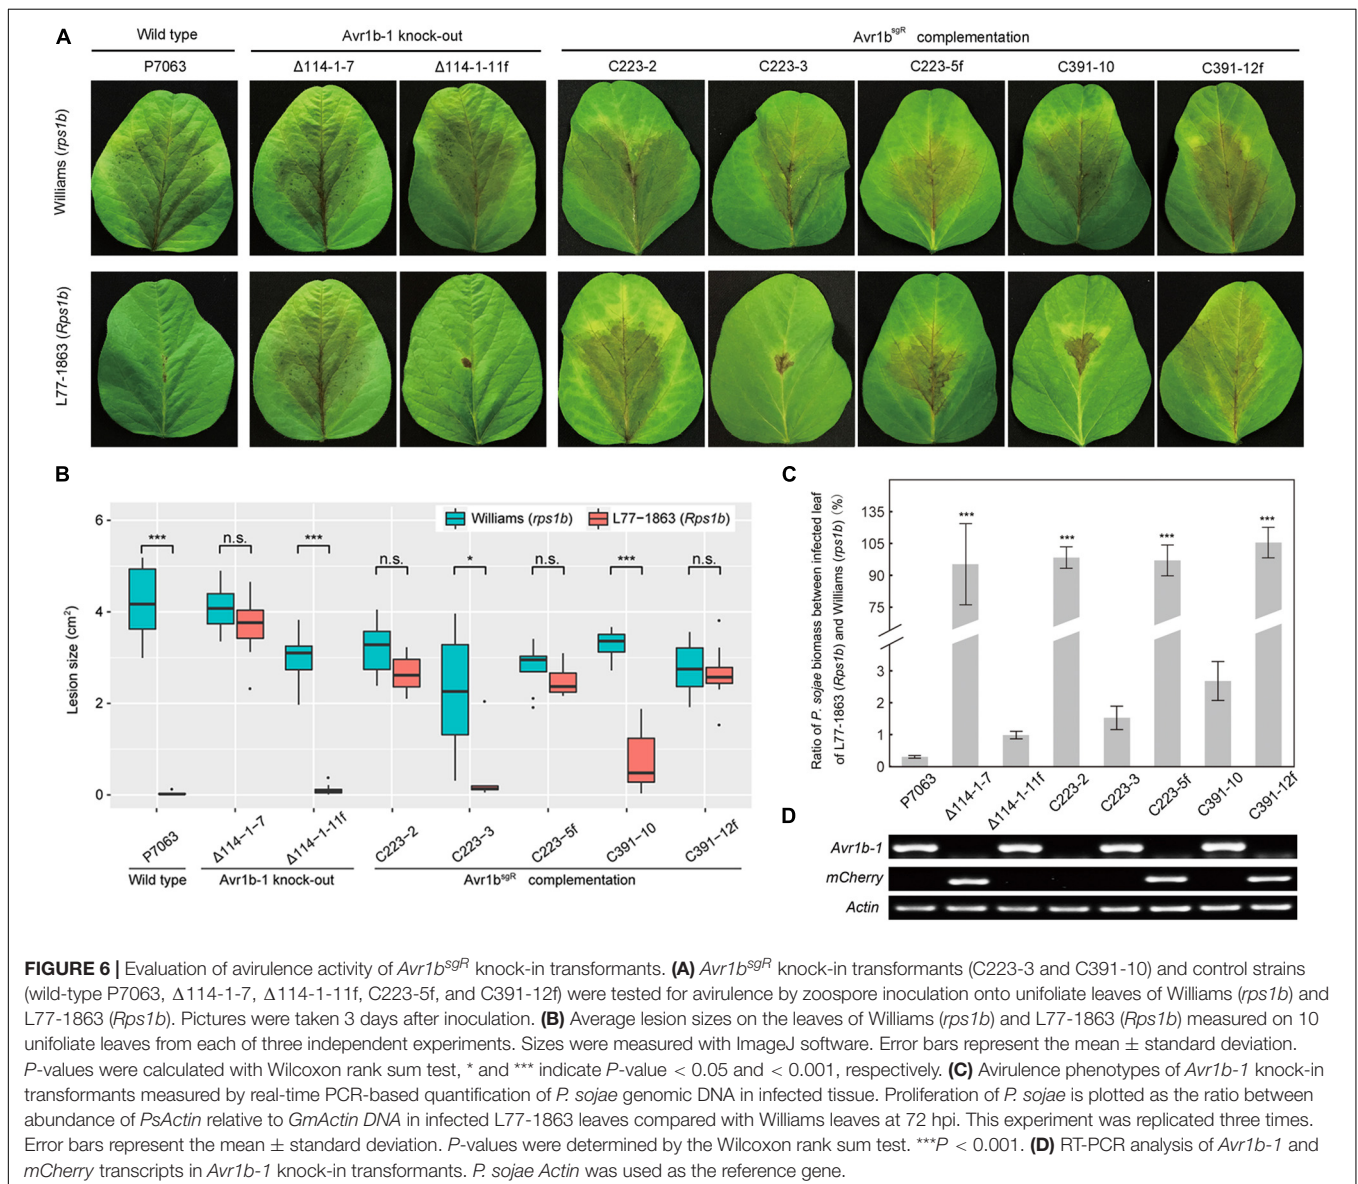 A
Wild type
Avr1b-1 knock-out
Avr1b^sgR complementation
P7063
Δ114-1-7
Δ114-1-11f
C223-2
C223-3
C223-5f
C391-10
C391-12f
Williams (rps1b)
L77-1863 (Rps1b)
B
Williams (rps1b)
L77−1863 (Rps1b)
Lesion size (cm²)
6
4
2
0
***
n.s.
***
n.s.
*
n.s.
***
n.s.
P7063
Δ114−1−7
Δ114−1−11f
C223−2
C223−3
C223−5f
C391−10
C391−12f
Wild type
Avr1b-1 knock-out
Avr1b^sgR complementation
C
Ratio of P. sojae biomass between infected leaf
of L77-1863 (Rps1b) and Williams (rps1b) (%)
135
105
90
75
3
2
1
0
***
***
***
***
P7063
Δ114-1-7
Δ114-1-11f
C223-2
C223-3
C223-5f
C391-10
C391-12f
D
Avr1b-1
mCherry
Actin
FIGURE 6 | Evaluation of avirulence activity of Avr1b^sgR knock-in transformants. (A) Avr1b^sgR knock-in transformants (C223-3 and C391-10) and control strains
(wild-type P7063, Δ114-1-7, Δ114-1-11f, C223-5f, and C391-12f) were tested for avirulence by zoospore inoculation onto unifoliate leaves of Williams (rps1b) and
L77-1863 (Rps1b). Pictures were taken 3 days after inoculation. (B) Average lesion sizes on the leaves of Williams (rps1b) and L77-1863 (Rps1b) measured on 10
unifoliate leaves from each of three independent experiments. Sizes were measured with ImageJ software. Error bars represent the mean ± standard deviation.
P-values were calculated with Wilcoxon rank sum test, * and *** indicate P-value < 0.05 and < 0.001, respectively. (C) Avirulence phenotypes of Avr1b-1 knock-in
transformants measured by real-time PCR-based quantification of P. sojae genomic DNA in infected tissue. Proliferation of P. sojae is plotted as the ratio between
abundance of PsActin relative to GmActin DNA in infected L77-1863 leaves compared with Williams leaves at 72 hpi. This experiment was replicated three times.
Error bars represent the mean ± standard deviation. P-values were determined by the Wilcoxon rank sum test. ***P < 0.001. (D) RT-PCR analysis of Avr1b-1 and
mCherry transcripts in Avr1b-1 knock-in transformants. P. sojae Actin was used as the reference gene.